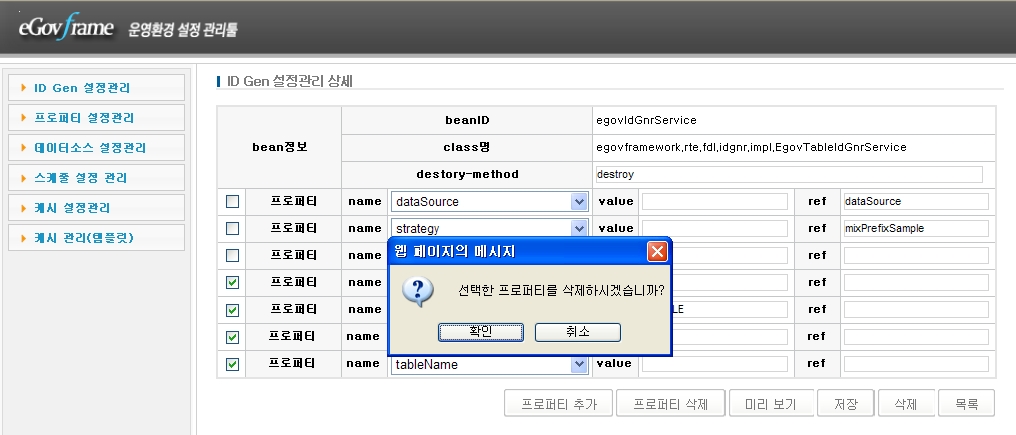 eGovframe 운영환경 설정 관리툴
ID Gen 설정관리
프로퍼티 설정관리
데이터소스 설정관리
스케줄 설정 관리
캐시 설정관리
캐시 관리(템플릿)
ID Gen 설정관리 상세
bean정보
beanID egovIdGnrService
class명 egovframework,rte,fdl,idgnr,impl,EgovTableIdGnrService
destory-method destroy
프로퍼티 name dataSource value ref dataSource
프로퍼티 name strategy value ref mixPrefixSample
프로퍼티 ref
프로퍼티 name ref
프로퍼티 name LE ref
프로퍼티 name ref
프로퍼티 name tableName value ref
웹 페이지의 메시지
선택한 프로퍼티를 삭제하시겠습니까?
확인 취소
프로퍼티 추가 프로퍼티 삭제 미리 보기 저장 삭제 목록